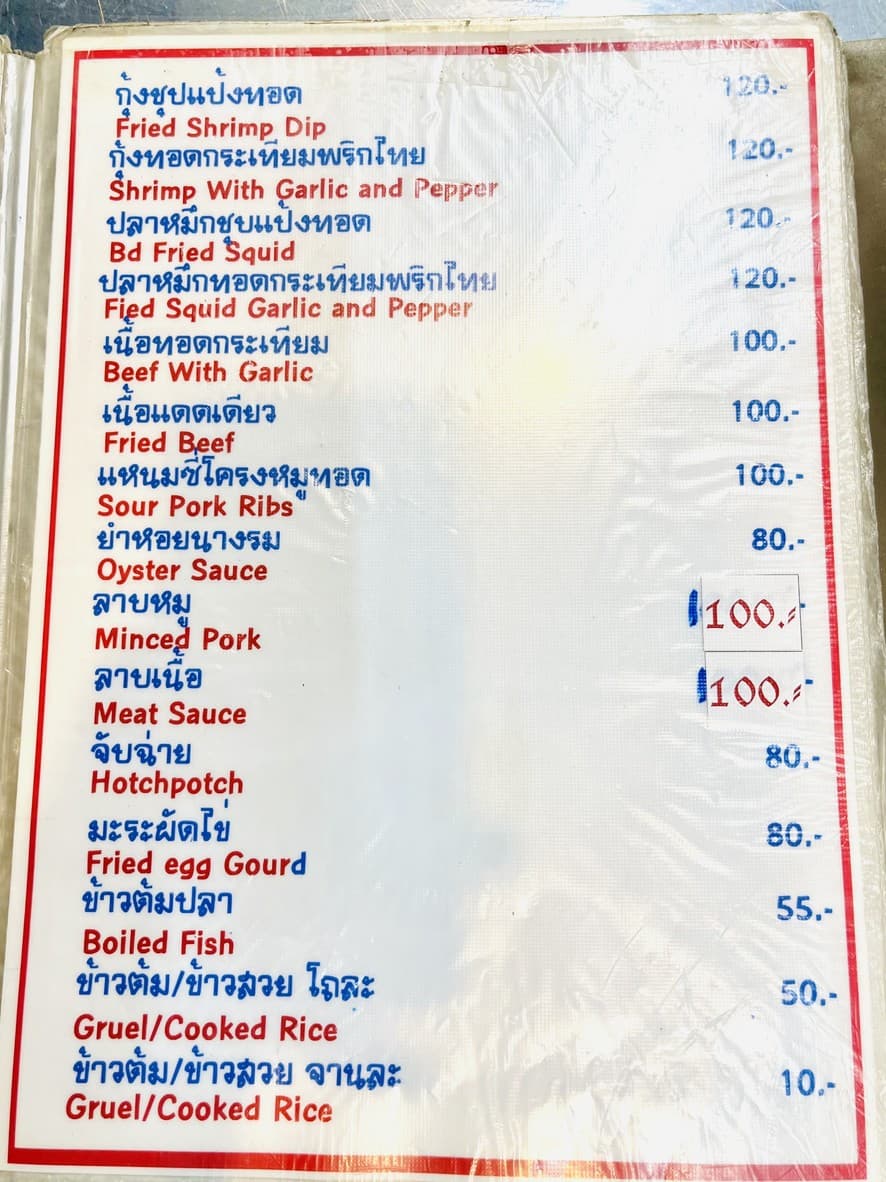 กุ้งชุปแป้งทอด 120.-
Fried Shrimp Dip
กุ้งทอดกระเทียมพริกไทย 120.-
Shrimp With Garlic and Pepper
ปลาหมึกชุบแป้งทอด 120.-
Bd Fried Squid
ปลาหมึกทอดกระเทียมพริกไทย 120.-
Fied Squid Garlic and Pepper
เนื้อทอดกระเทียม 100.-
Beef With Garlic
เนื้อแดดเดียว 100.-
Fried Beef
แหนมซี่โครงหมูทอด 100.-
Sour Pork Ribs
ยำหอยนางรม 80.-
Oyster Sauce
ลาบหมู 100.-
Minced Pork
ลาบเนื้อ 100.-
Meat Sauce
จับฉ่าย 80.-
Hotchpotch
มะระผัดไข่ 80.-
Fried egg Gourd
ข้าวต้มปลา 55.-
Boiled Fish
ข้าวต้ม/ข้าวสวย โถละ 50.-
Gruel/Cooked Rice
ข้าวต้ม/ข้าวสวย จานละ 10.-
Gruel/Cooked Rice